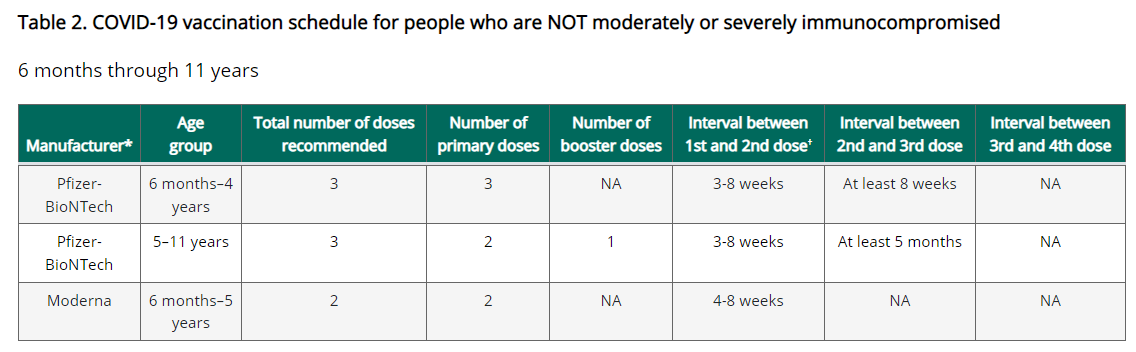 Table 2. COVID-19 vaccination schedule for people who are NOT moderately or severely immunocompromised
6 months through 11 years
Manufacturer* Age group Total number of doses recommended Number of primary doses Number of booster doses Interval between 1st and 2nd dose† Interval between 2nd and 3rd dose Interval between 3rd and 4th dose
Pfizer-BioNTech 6 months–4 years 3 3 NA 3-8 weeks At least 8 weeks NA
Pfizer-BioNTech 5–11 years 3 2 1 3-8 weeks At least 5 months NA
Moderna 6 months–5 years 2 2 NA 4-8 weeks NA NA